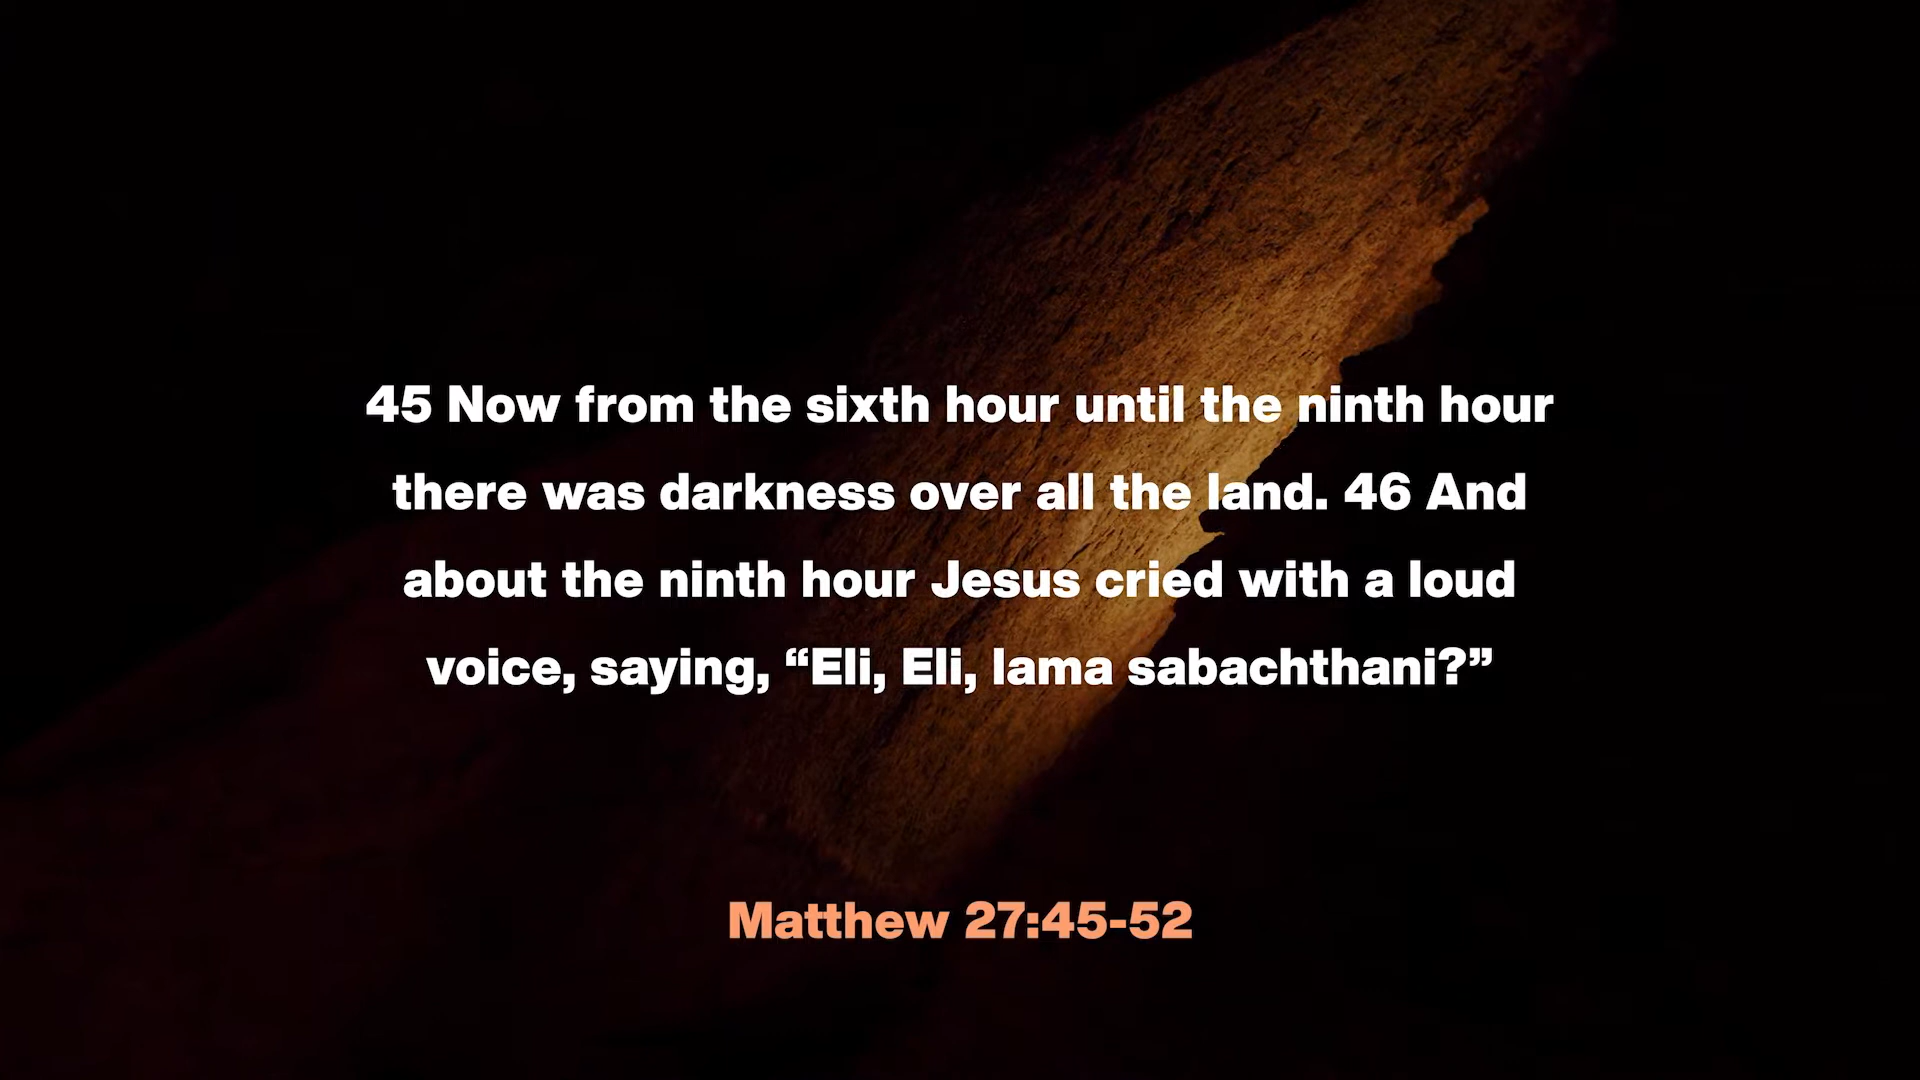 45 Now from the sixth hour until the ninth hour
there was darkness over all the land. 46 And
about the ninth hour Jesus cried with a loud
voice, saying, “Eli, Eli, lama sabachthani?”
Matthew 27:45-52